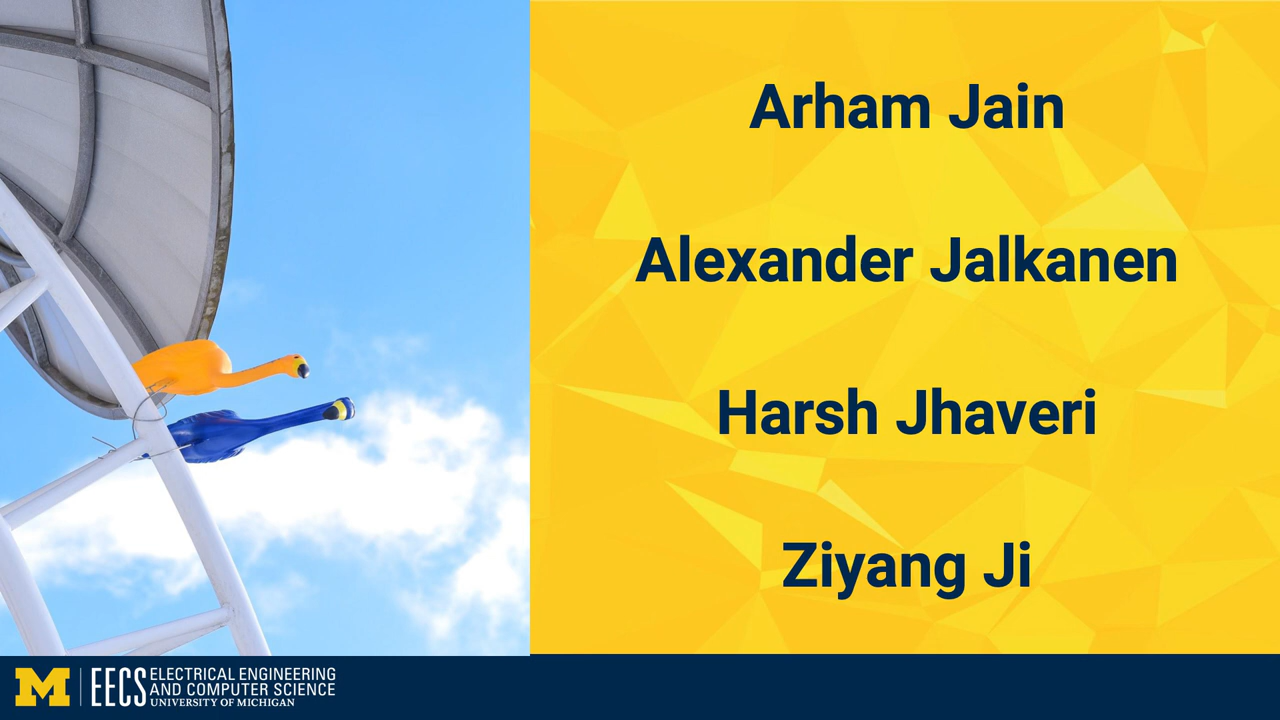 Arham Jain
Alexander Jalkanen
Harsh Jhaveri
Ziyang Ji
M
EECS
ELECTRICAL ENGINEERING
AND COMPUTER SCIENCE
UNIVERSITY OF MICHIGAN